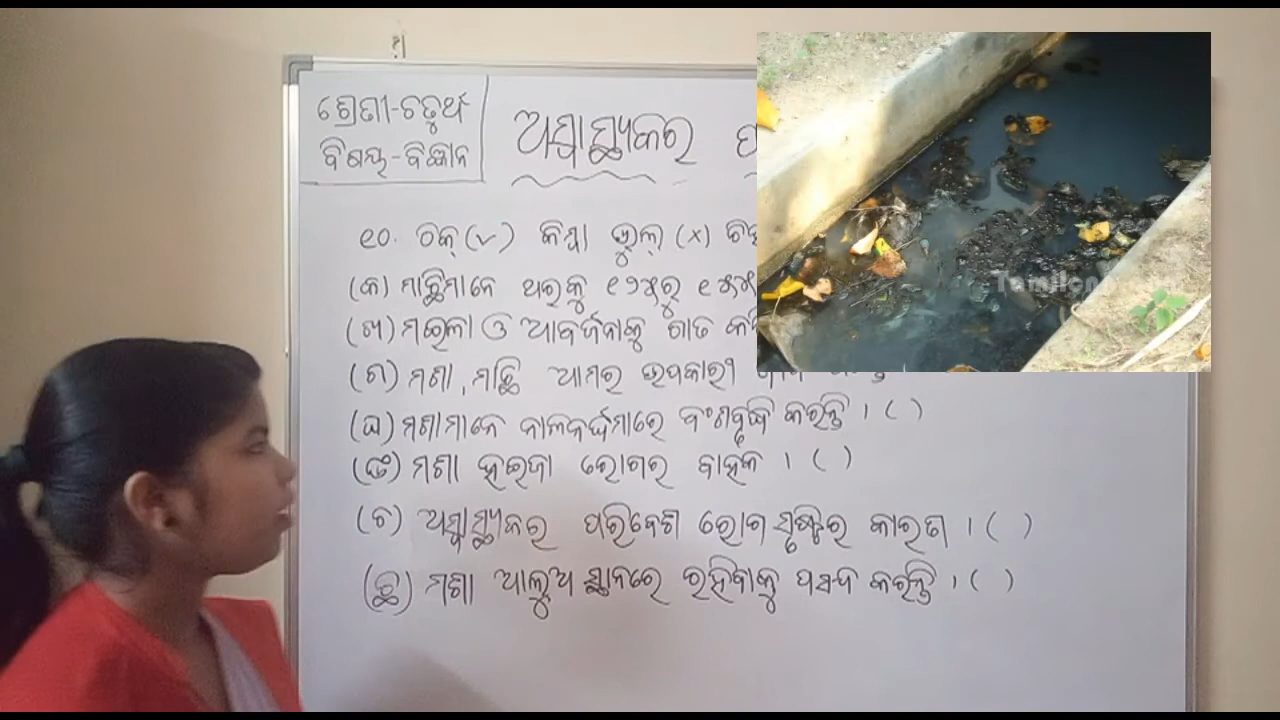 ଶ୍ରେଣୀ-ଚତୁର୍ଥ
ବିଷୟ-ବିଜ୍ଞାନ
ଅସ୍ୱାସ୍ଥ୍ୟକର
୧୦. ଠିକ୍ (✓) କିମ୍ବା ଭୁଲ୍ (×)
(କ) ମାଛିମାନେ ଥରକୁ ୧୨୫ରୁ
(ଖ) ମଇଳା ଓ ଆବର୍ଜନାକୁ ଗାତ
(ଗ) ମଶା, ମାଛି ଆମର ଉପକାରୀ
(ଘ) ମଶାମାନେ ନାଳନର୍ଦ୍ଦମାରେ ବଂଶବୃଦ୍ଧି କରନ୍ତି । ( )
(ଙ) ମଶା ହଇଜା ରୋଗର ବାହକ । ( )
(ଚ) ଅସ୍ୱାସ୍ଥ୍ୟକର ପରିବେଶ ରୋଗ ସୃଷ୍ଟିର କାରଣ । ( )
(ଛ) ମଶା ଆଲୁଅ ସ୍ଥାନରେ ରହିବାକୁ ପସନ୍ଦ କରନ୍ତି । ( )